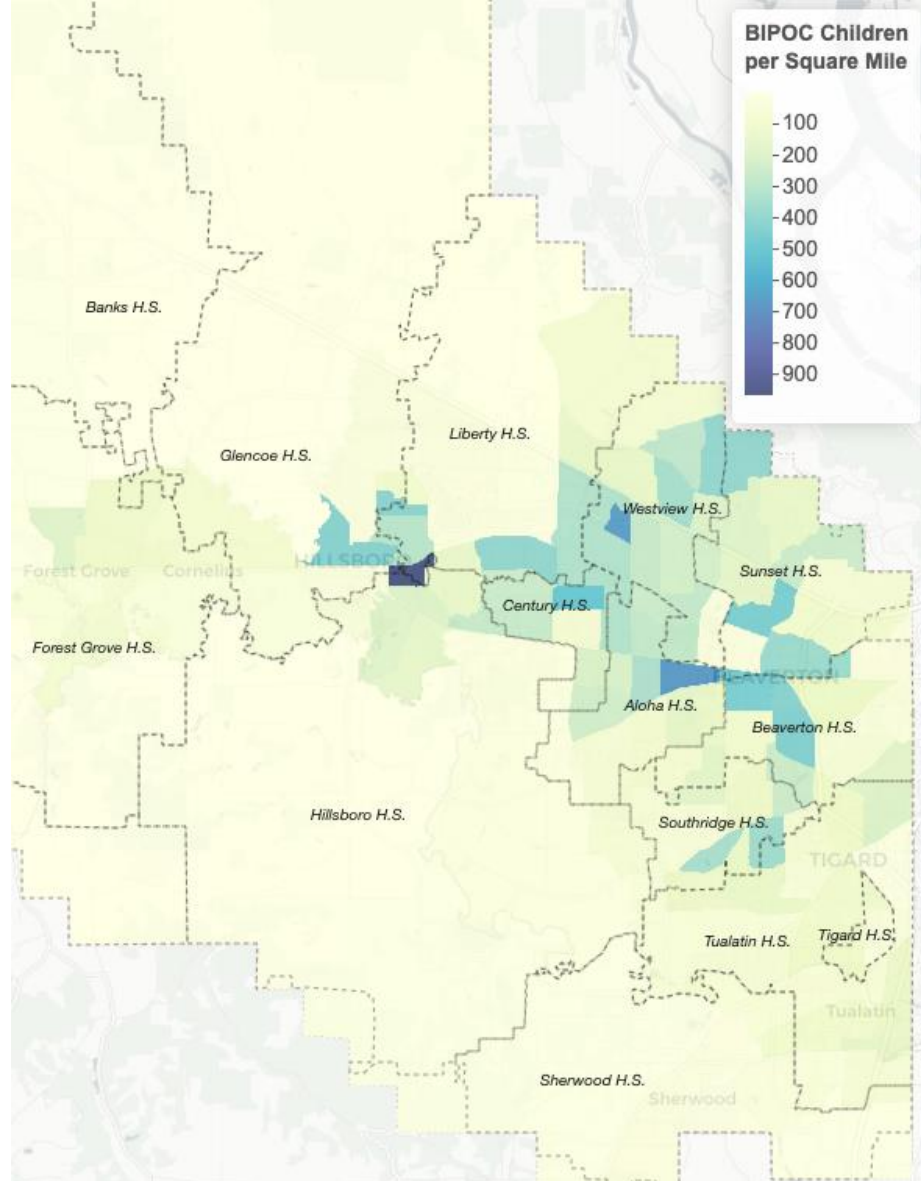 BIPOC Children
per Square Mile
100
200
300
400
500
600
700
800
900
Banks H.S.
Liberty H.S.
Glencoe H.S.
Westview H.S.
HILLSBORO
Forest Grove
Cornelius
Sunset H.S.
Century H.S.
Forest Grove H.S.
BEAVERTON
Aloha H.S.
Beaverton H.S.
Hillsboro H.S.
Southridge H.S.
TIGARD
Tualatin H.S.
Tigard H.S.
Tualatin
Sherwood H.S.
Sherwood